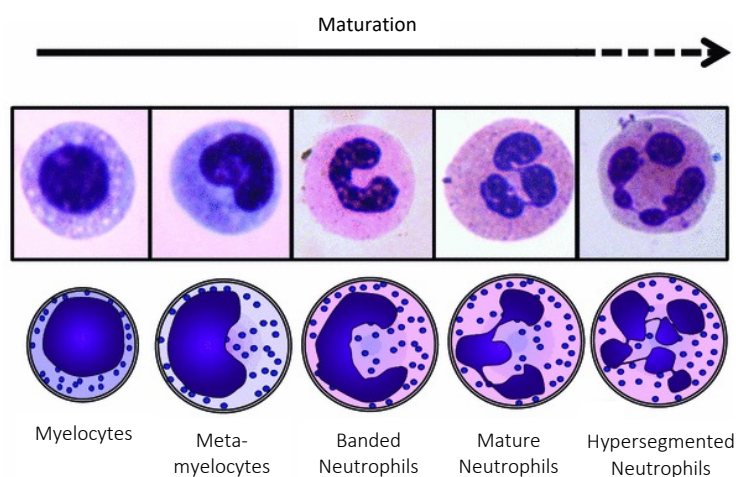 Maturation
Myelocytes
Meta-
myelocytes
Banded
Neutrophils
Mature
Neutrophils
Hypersegmented
Neutrophils